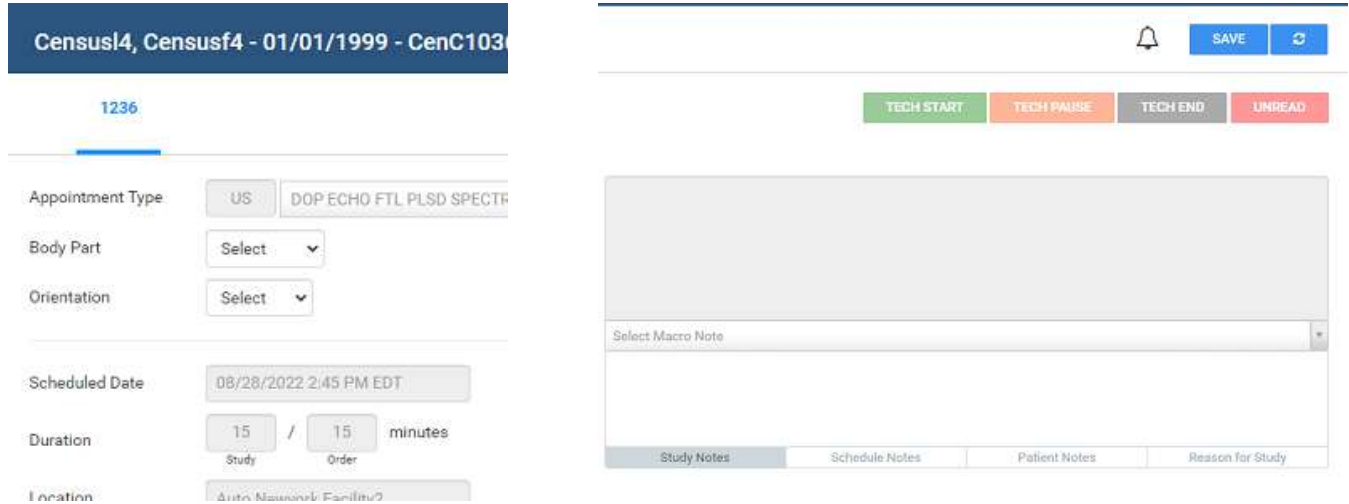 Censusl4, Censusf4 - 01/01/1999 - CenC103
SAVE
1236
TECH START TECH PAUSE TECH END UNREAD
Appointment Type US DOP ECHO FTL PLSD SPECTR
Body Part Select
Orientation Select
Select Macro Note
Scheduled Date 08/28/2022 2:45 PM EDT
Duration 15 / 15 minutes
Study Order
Study Notes Schedule Notes Patient Notes Reason for Study
Location Auto Newyork Facility2